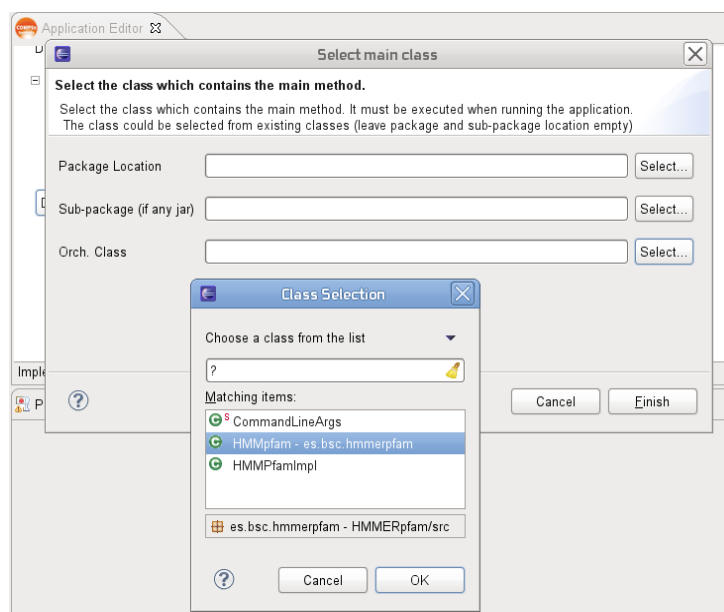 COMPSs Application Editor
Select main class
Select the class which contains the main method.
Select the class which contains the main method. It must be executed when running the application.
The class could be selected from existing classes (leave package and sub-package location empty)
Package Location Select...
Sub-package (if any jar) Select...
Orch. Class Select...
Class Selection
Choose a class from the list
?
Imple
Matching items:
P ? Cancel Finish
C S CommandLineArgs
C HMMpfam - es.bsc.hmmerpfam
C HMMPfamImpl
es.bsc.hmmerpfam - HMMERpfam/src
? Cancel OK